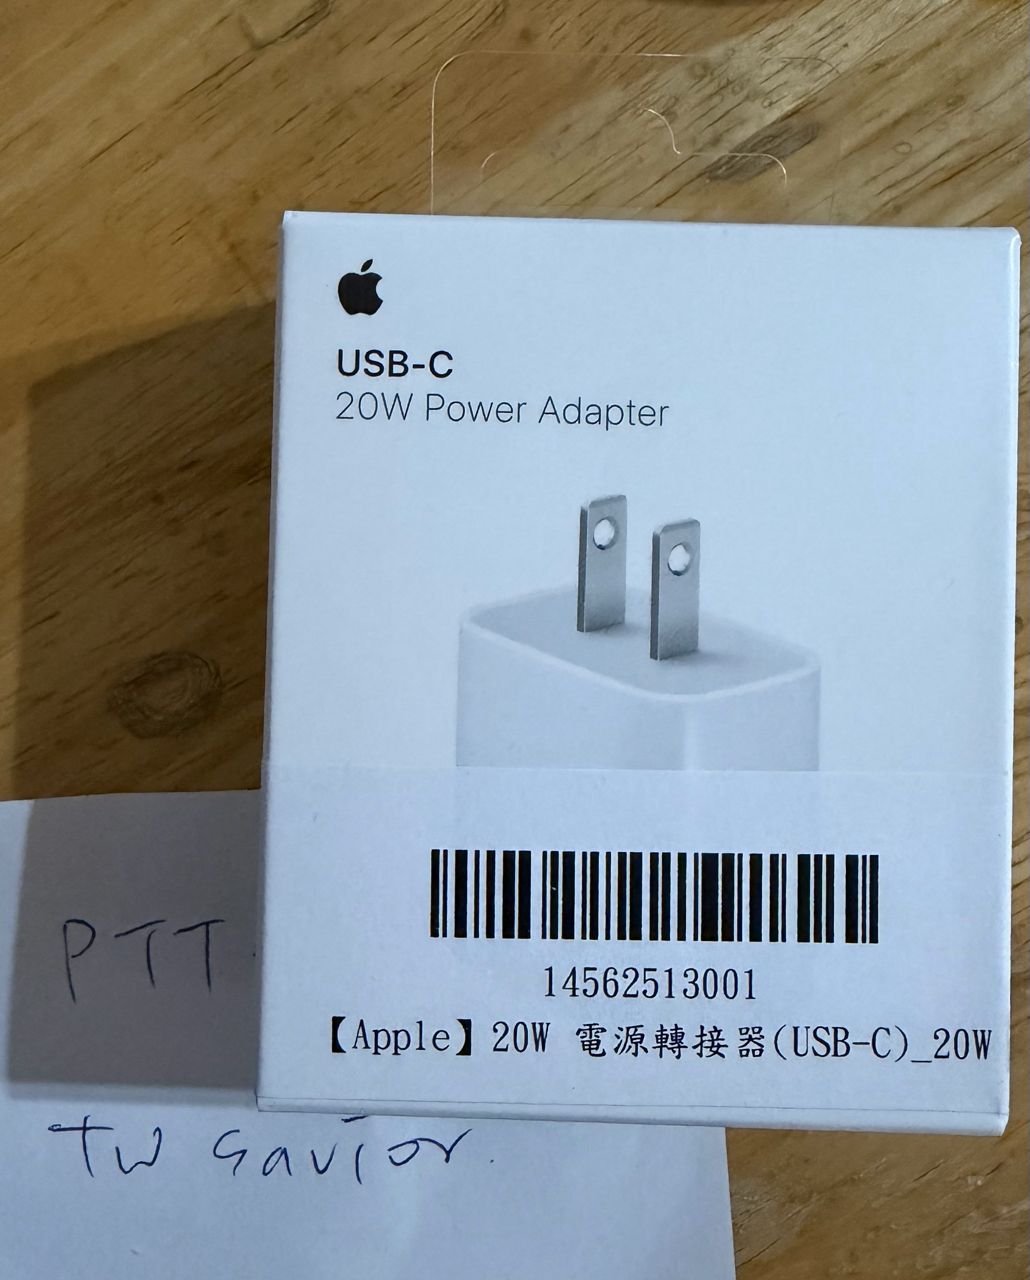 USB-C
20W Power Adapter
14562513001
【Apple】20W 電源轉接器(USB-C)_20W
PTT
tw savior.